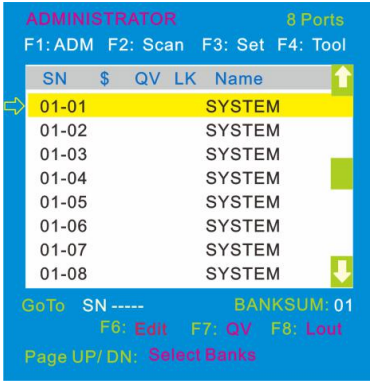 ADMINISTRATOR 8 Ports
F1: ADM F2: Scan F3: Set F4: Tool
SN $ QV LK Name
01-01 SYSTEM
01-02 SYSTEM
01-03 SYSTEM
01-04 SYSTEM
01-05 SYSTEM
01-06 SYSTEM
01-07 SYSTEM
01-08 SYSTEM
GoTo SN ----- BANKSUM: 01
F6: Edit F7: QV F8: Lout
Page UP/ DN: Select Banks